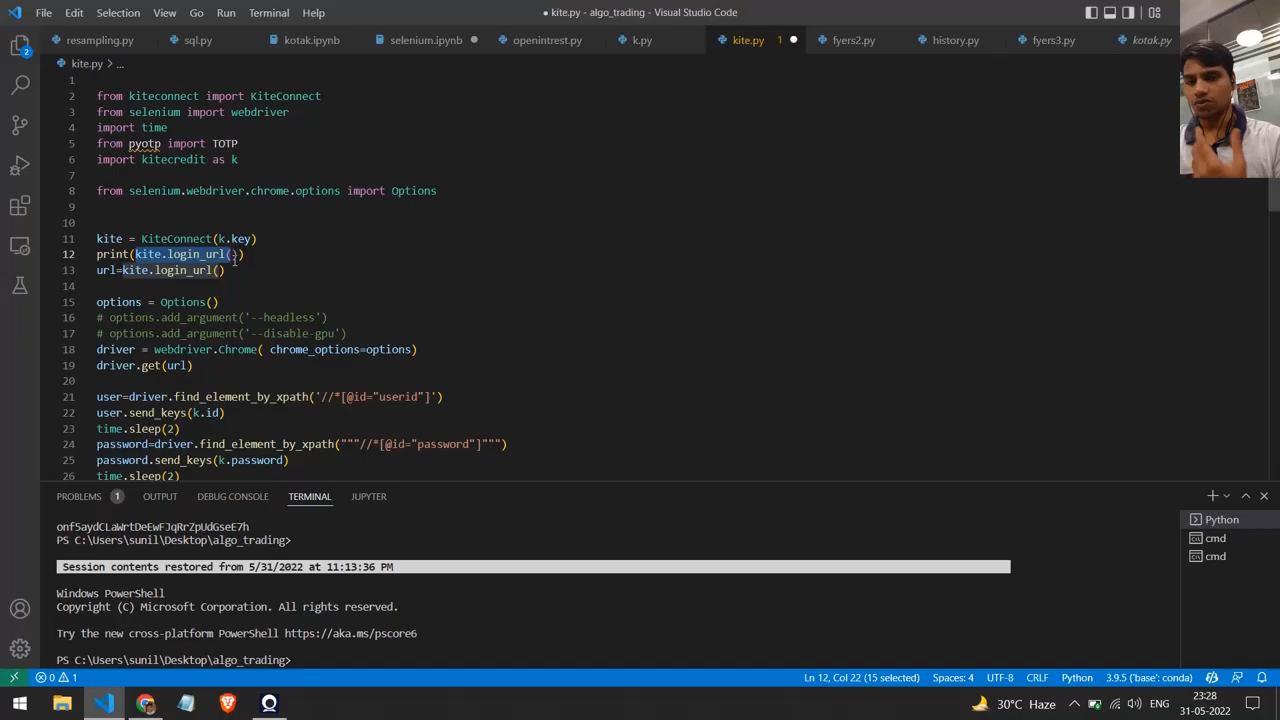 File Edit Selection View Go Run Terminal Help
● kite.py - algo_trading - Visual Studio Code
resampling.py sql.py kotak.ipynb selenium.ipynb openintrest.py k.py kite.py 1 fyers2.py history.py fyers3.py kotak.py
2
kite.py > ...
1
2 from kiteconnect import KiteConnect
3 from selenium import webdriver
4 import time
5 from pyotp import TOTP
6 import kitecredit as k
7
8 from selenium.webdriver.chrome.options import Options
9
10
11 kite = KiteConnect(k.key)
12 print(kite.login_url())
13 url=kite.login_url()
14
15 options = Options()
16 # options.add_argument('--headless')
17 # options.add_argument('--disable-gpu')
18 driver = webdriver.Chrome( chrome_options=options)
19 driver.get(url)
20
21 user=driver.find_element_by_xpath('//*[@id="userid"]')
22 user.send_keys(k.id)
23 time.sleep(2)
24 password=driver.find_element_by_xpath("""//*[@id="password"]""")
25 password.send_keys(k.password)
26 time.sleep(2)
PROBLEMS 1 OUTPUT DEBUG CONSOLE TERMINAL JUPYTER
onf5aydCLaWrtDeEwFJqRrZpUdGseE7h
PS C:\Users\sunil\Desktop\algo_trading>
Session contents restored from 5/31/2022 at 11:13:36 PM
Windows PowerShell
Copyright (C) Microsoft Corporation. All rights reserved.
Try the new cross-platform PowerShell https://aka.ms/pscore6
PS C:\Users\sunil\Desktop\algo_trading>
Python
cmd
cmd
0 1 Ln 12, Col 22 (15 selected) Spaces: 4 UTF-8 CRLF Python 3.9.5 ('base': conda)
30°C Haze ENG 23:28
31-05-2022